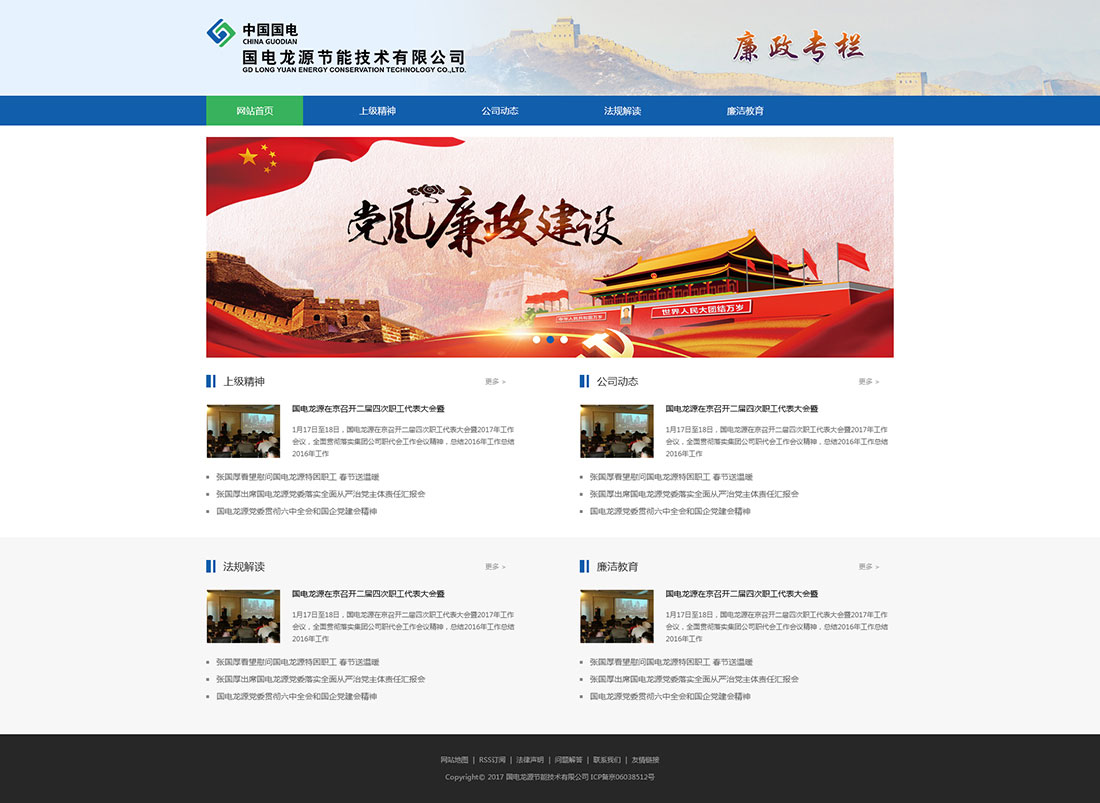 中国国电
CHINA GUODIAN
国电龙源节能技术有限公司
GD LONG YUAN ENERGY CONSERVATION TECHNOLOGY CO.,LTD.
廉政专栏
网站首页 上级精神 公司动态 法规解读 廉洁教育
党风廉政建设
世界人民大团结万岁
上级精神 更多 >
国电龙源在京召开二届四次职工代表大会暨
1月17日至18日，国电龙源在京召开二届四次职工代表大会暨2017年工作
会议，全面贯彻落实集团公司职代会工作会议精神，总结2016年工作总结
2016年工作
张国厚看望慰问国电龙源特困职工 春节送温暖
张国厚出席国电龙源党委落实全面从严治党主体责任汇报会
国电龙源党委贯彻六中全会和国企党建会精神
公司动态 更多 >
国电龙源在京召开二届四次职工代表大会暨
1月17日至18日，国电龙源在京召开二届四次职工代表大会暨2017年工作
会议，全面贯彻落实集团公司职代会工作会议精神，总结2016年工作总结
2016年工作
张国厚看望慰问国电龙源特困职工 春节送温暖
张国厚出席国电龙源党委落实全面从严治党主体责任汇报会
国电龙源党委贯彻六中全会和国企党建会精神
法规解读 更多 >
国电龙源在京召开二届四次职工代表大会暨
1月17日至18日，国电龙源在京召开二届四次职工代表大会暨2017年工作
会议，全面贯彻落实集团公司职代会工作会议精神，总结2016年工作总结
2016年工作
张国厚看望慰问国电龙源特困职工 春节送温暖
张国厚出席国电龙源党委落实全面从严治党主体责任汇报会
国电龙源党委贯彻六中全会和国企党建会精神
廉洁教育 更多 >
国电龙源在京召开二届四次职工代表大会暨
1月17日至18日，国电龙源在京召开二届四次职工代表大会暨2017年工作
会议，全面贯彻落实集团公司职代会工作会议精神，总结2016年工作总结
2016年工作
张国厚看望慰问国电龙源特困职工 春节送温暖
张国厚出席国电龙源党委落实全面从严治党主体责任汇报会
国电龙源党委贯彻六中全会和国企党建会精神
网站地图 | RSS订阅 | 法律声明 | 问题解答 | 联系我们 | 友情链接
Copyright© 2017 国电龙源节能技术有限公司 ICP备京06038512号